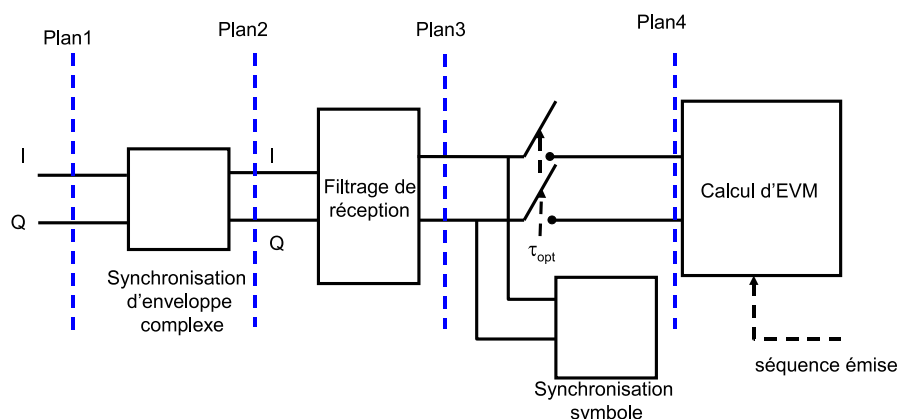 Plan1
Plan2
Plan3
Plan4
I
I
Q
Q
Filtrage de
réception
Calcul d'EVM
τopt
Synchronisation
d'enveloppe
complexe
Synchronisation
symbole
séquence émise